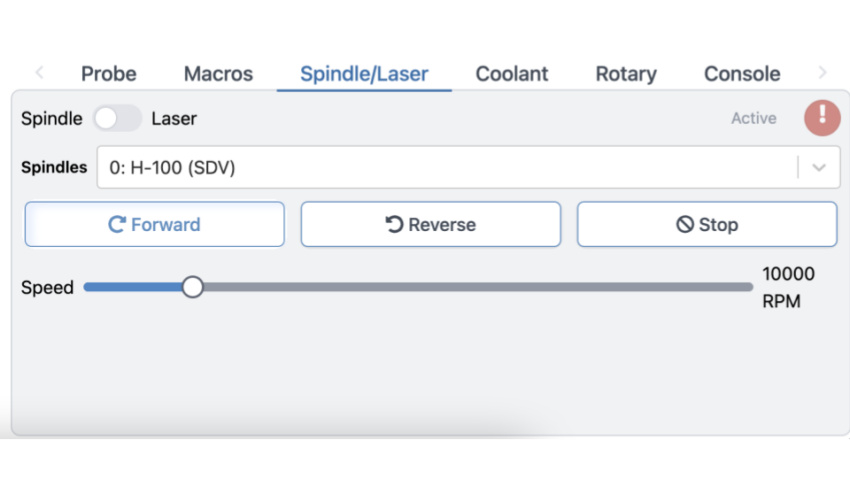 Probe Macros Spindle/Laser Coolant Rotary Console
Spindle Laser Active !
Spindles 0: H-100 (SDV)
Forward Reverse Stop
Speed 10000
RPM